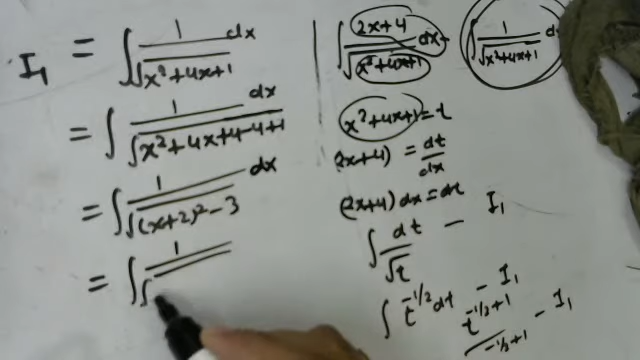 I₁ = ∫ 1/√(x²+4x+1) dx
= ∫ 1/√(x²+4x+4-4+1) dx
= ∫ 1/√((x+2)²-3) dx
= ∫ 1/√
∫ (2x+4)/√(x²+4x+1) dx - ∫ 1/√(x²+4x+1) d
x²+4x+1 = t
(2x+4) = dt/dx
(2x+4) dx = dt
∫ dt/√t - I₁
∫ t^(-1/2) dt - I₁
t^(-1/2+1)/(-1/2+1) - I₁